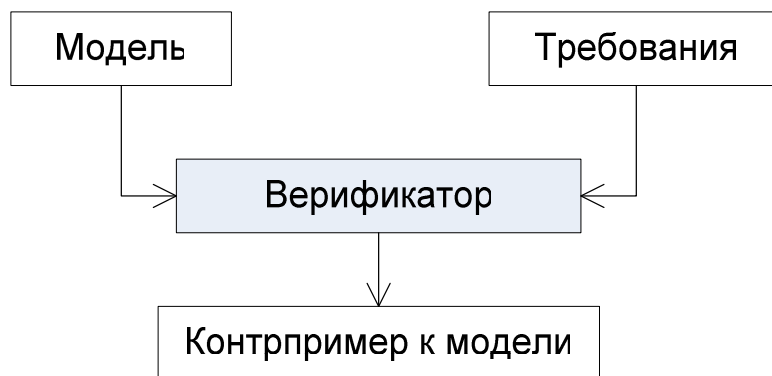 Модель
Требования
Верификатор
Контрпример к модели